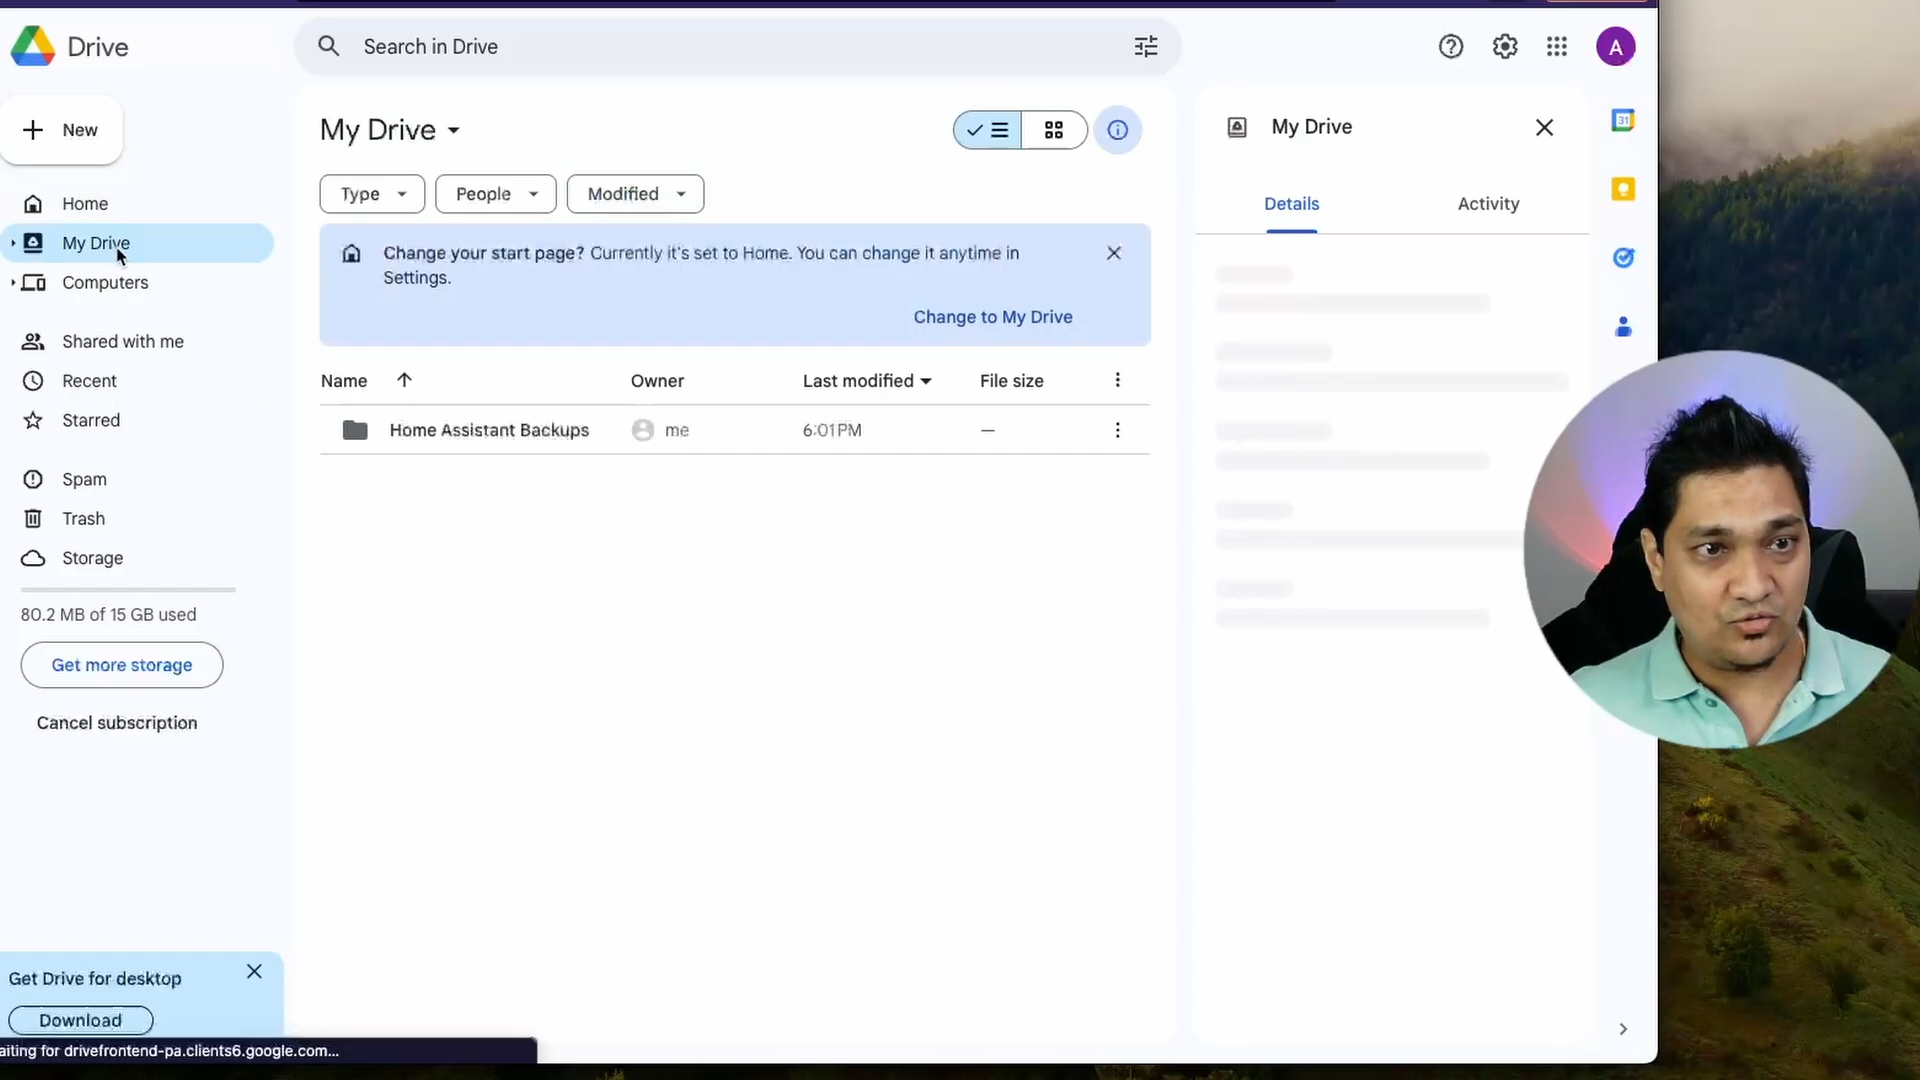 Drive
Search in Drive
A
New
My Drive
My Drive
31
Type
People
Modified
Details
Activity
Home
My Drive
Computers
Change your start page? Currently it's set to Home. You can change it anytime in
Settings.
Change to My Drive
Shared with me
Recent
Starred
Name
Owner
Last modified
File size
Home Assistant Backups
me
6:01 PM
—
Spam
Trash
Storage
80.2 MB of 15 GB used
Get more storage
Cancel subscription
Get Drive for desktop
Download
aiting for drivefrontend-pa.clients6.google.com...